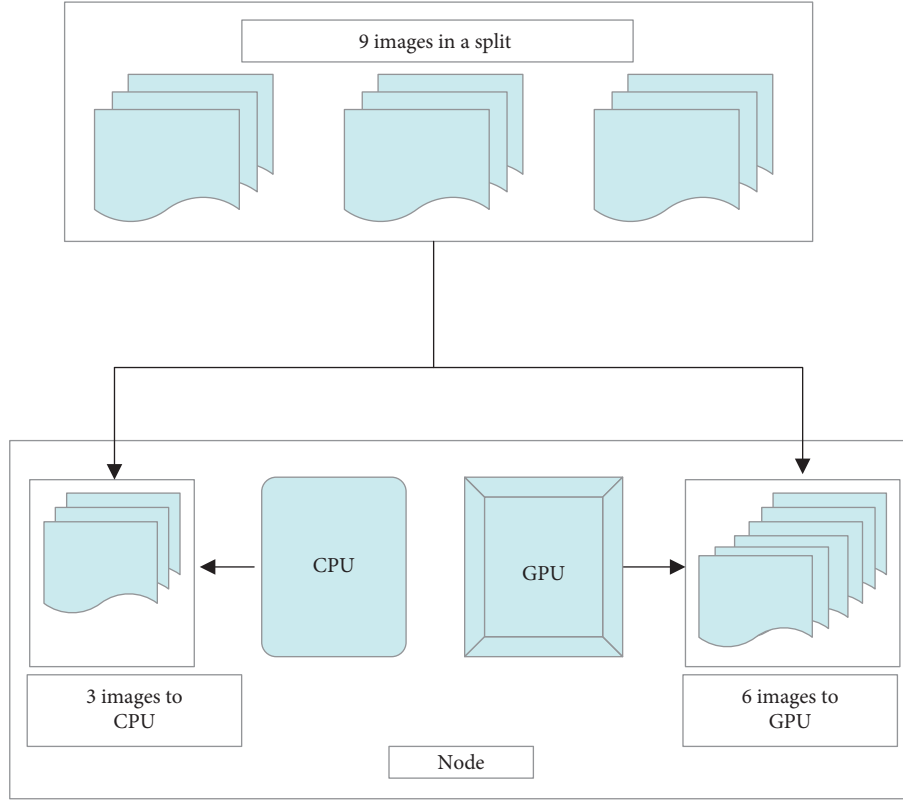 9 images in a split
CPU
GPU
3 images to
CPU
6 images to
GPU
Node